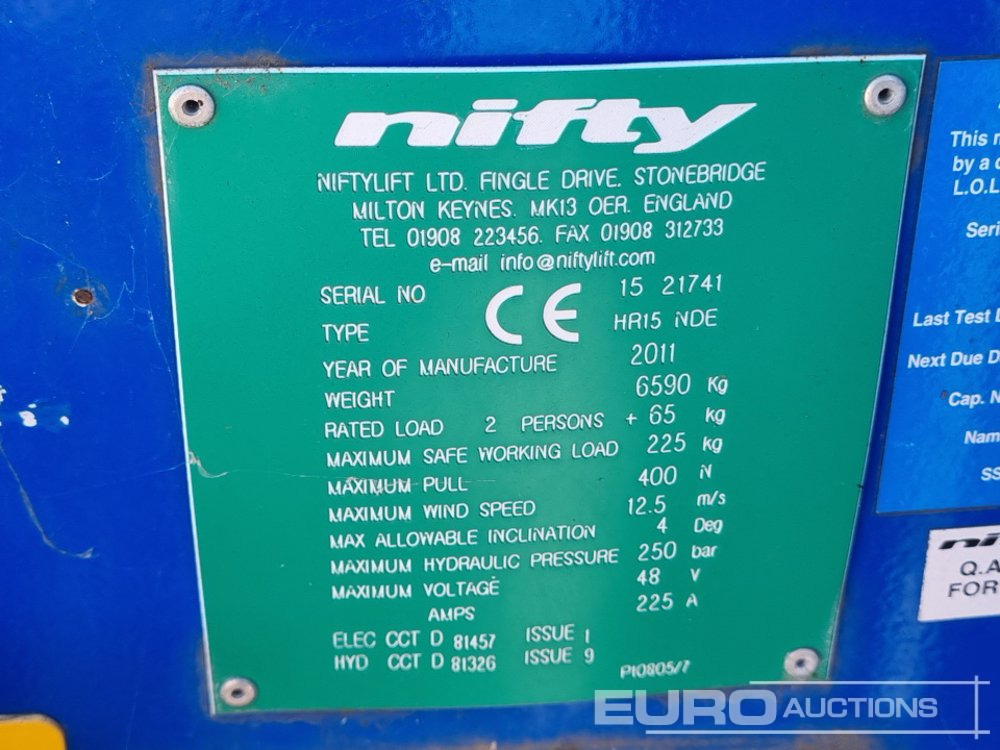 nifty
NIFTYLIFT LTD. FINGLE DRIVE. STONEBRIDGE
MILTON KEYNES. MK13 OER. ENGLAND
TEL 01908 223456. FAX 01908 312733
e-mail info@niftylift.com
SERIAL NO CE 15 21741
TYPE HR15 NDE
YEAR OF MANUFACTURE 2011
WEIGHT 6590 Kg
RATED LOAD 2 PERSONS + 65 kg
MAXIMUM SAFE WORKING LOAD 225 kg
MAXIMUM PULL 400 N
MAXIMUM WIND SPEED 12.5 m/s
MAX ALLOWABLE INCLINATION 4 Deg
MAXIMUM HYDRAULIC PRESSURE 250 bar
MAXIMUM VOLTAGE 48 V
AMPS 225 A
ELEC CCT D 81457 ISSUE 1
HYD CCT D 81326 ISSUE 9
P10805/7
This
by a
L.O.L
Seri
Last Test
Next Due D
Cap. N
Nam
SS
ni
Q.A
FOR
EURO AUCTIONS